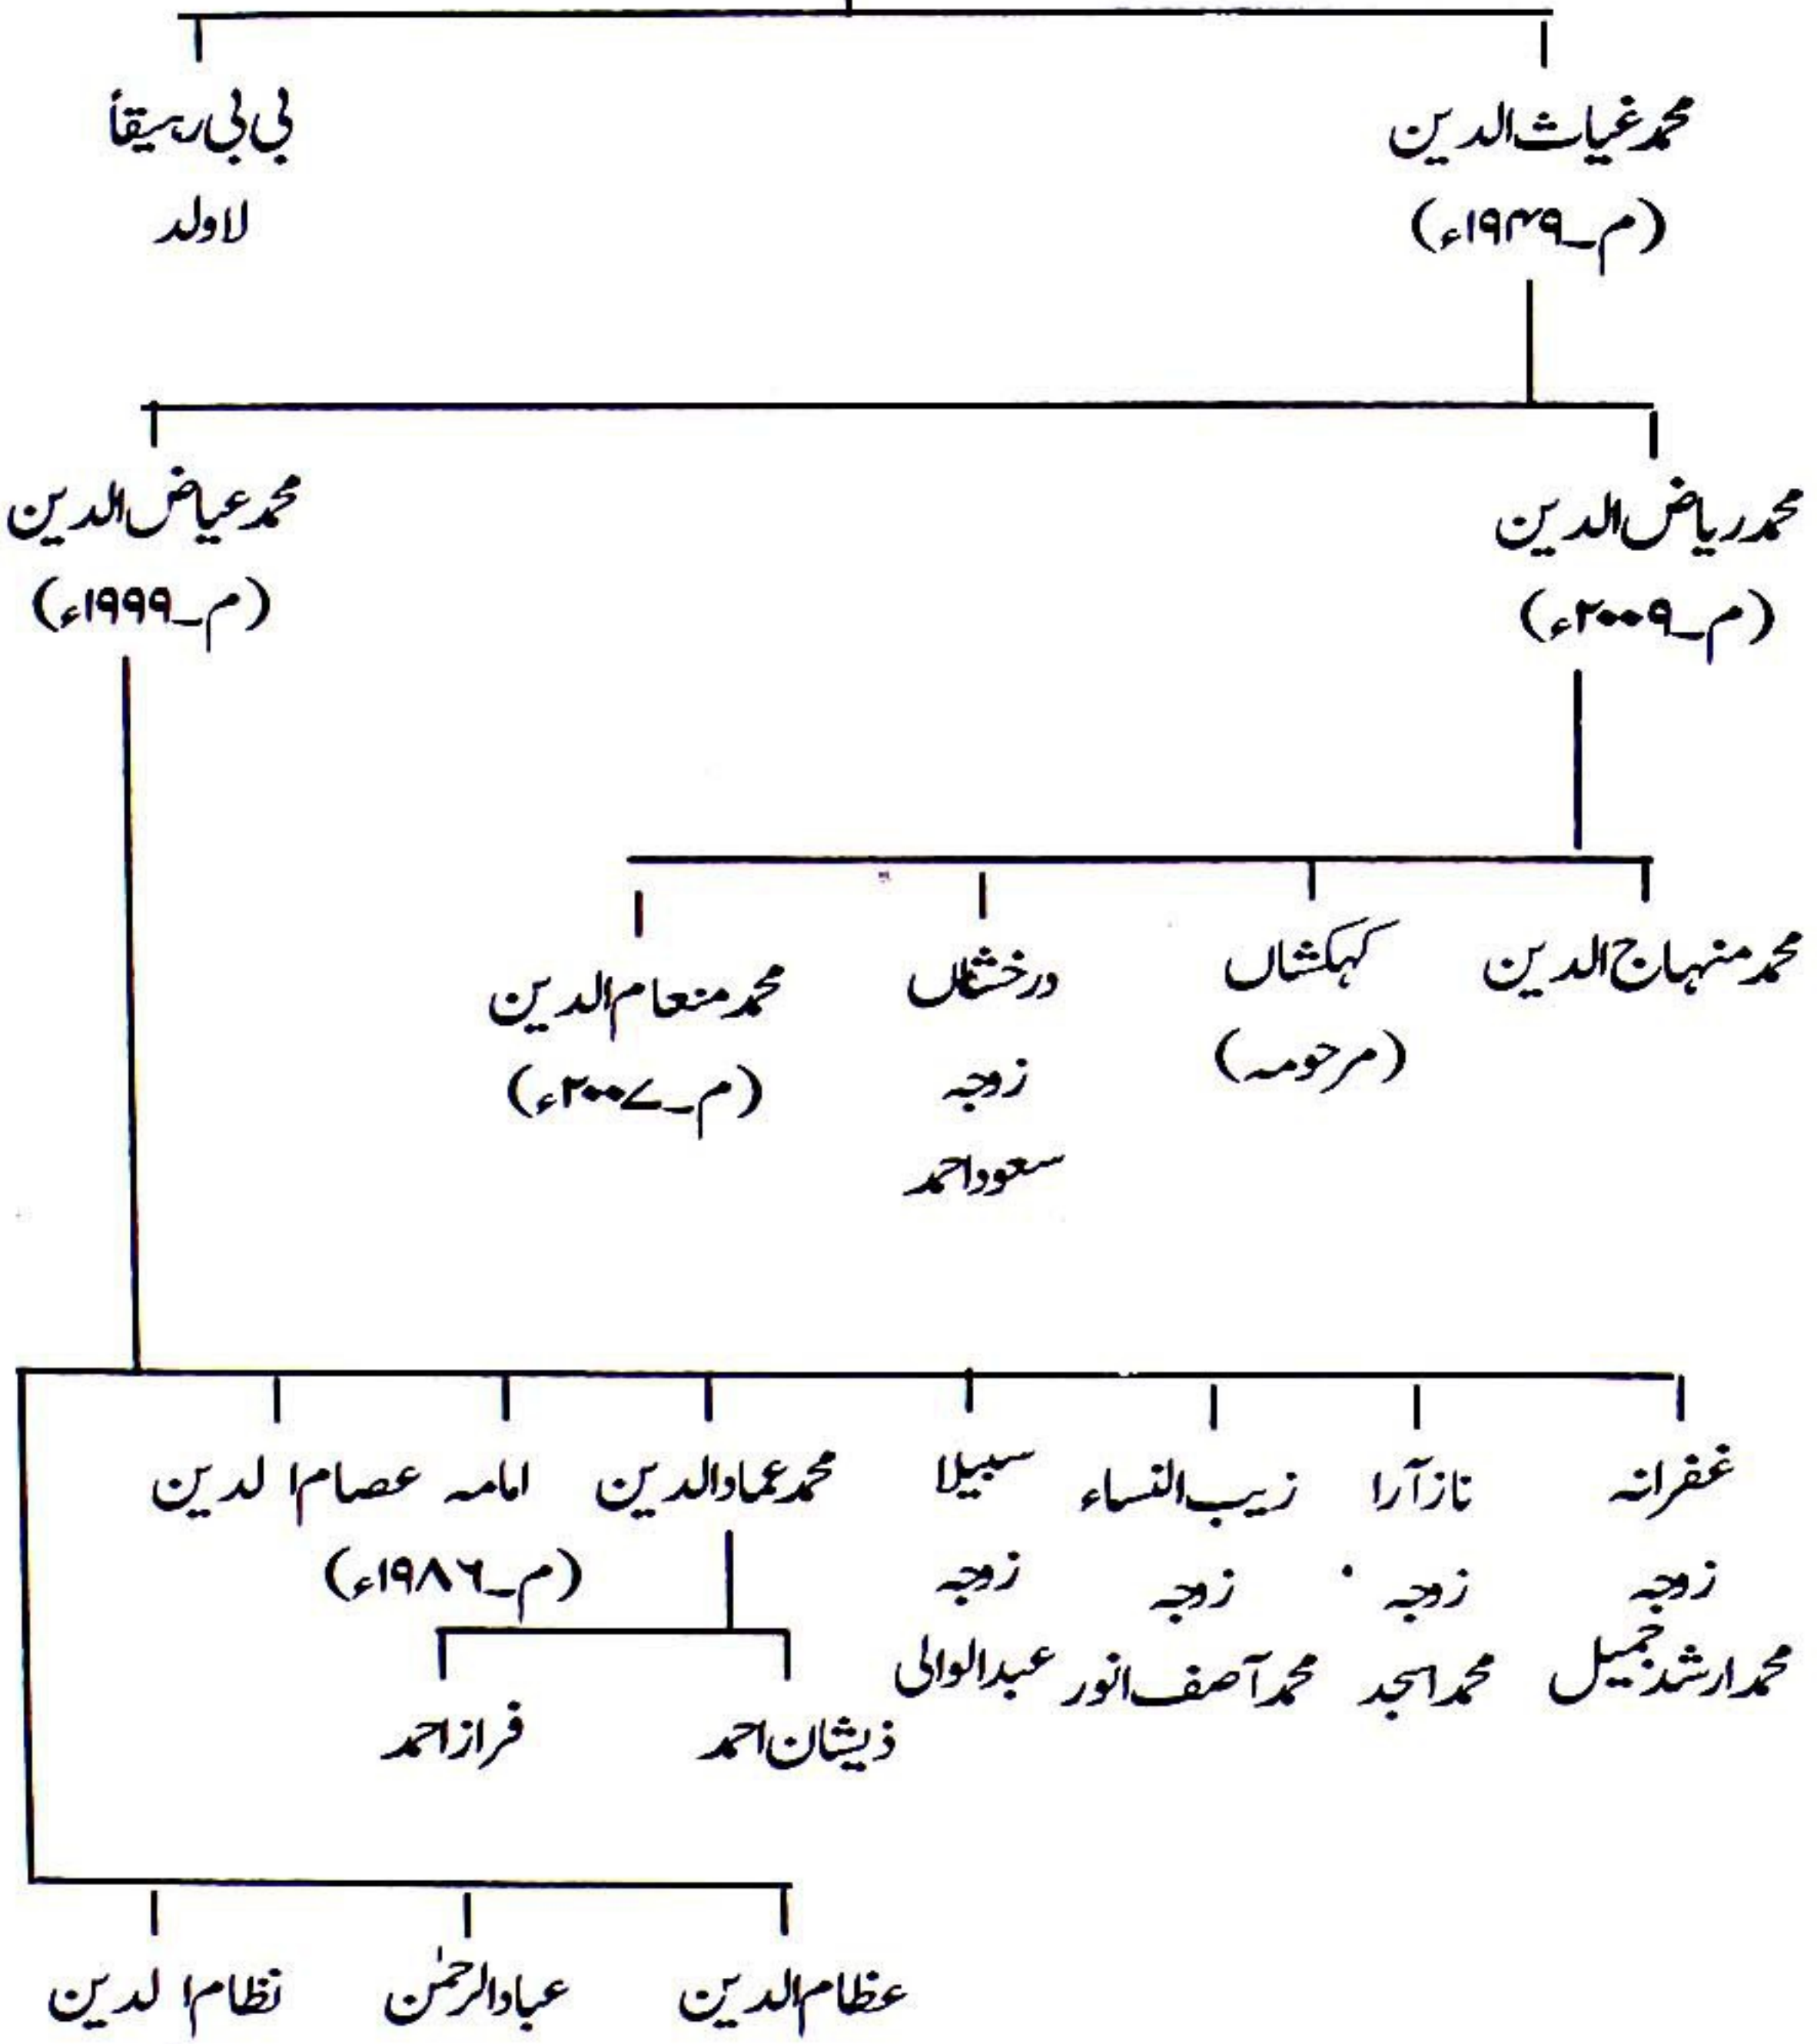 محمد غیاث الدین
(م۔۱۹۴۹ء)
بی بی رہیقاً
لاولد
محمد ریاض الدین
(م۔۲۰۰۹ء)
محمد عیاض الدین
(م۔۱۹۹۹ء)
محمد منہاج الدین
کہکشاں
(مرحومہ)
درخشاں
زوجہ
سعود احمد
محمد منعام الدین
(م۔۲۰۰۷ء)
غفرانہ
زوجہ
محمد ارشد جمیل
ناز آرا
زوجہ
محمد امجد
زیب النساء
زوجہ
محمد آصف انور
سبیلا
زوجہ
عبدالوالی
محمد عماد الدین
امامہ
(م۔۱۹۸۶ء)
عصام الدین
ذیشان احمد
فراز احمد
عظام الدین
عباد الرحمٰن
نظام الدین